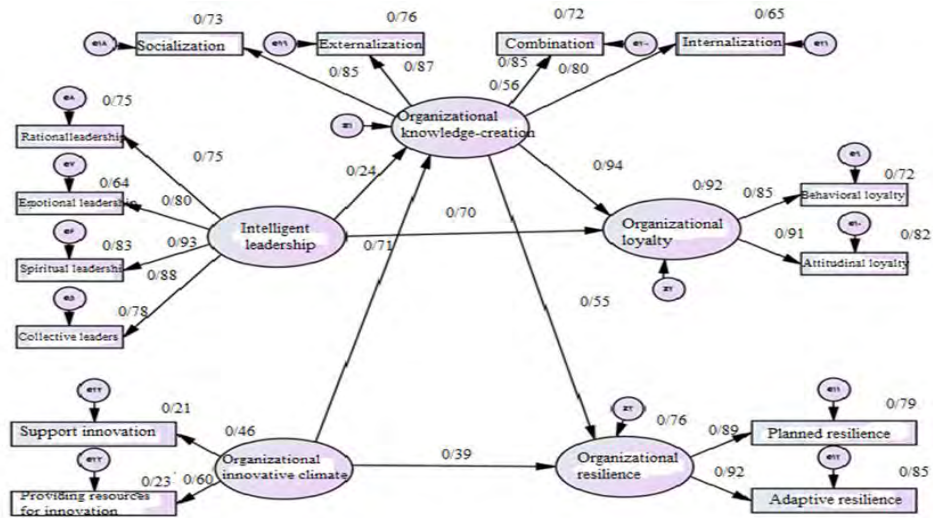 0/73
0/76
0/72
0/65
Socialization
Externalization
Combination
Internalization
0/85
0/87
0/85
0/80
0/56
Organizational
knowledge-creation
0/75
Rational leadership
0/75
0/24
0/94
0/64
Emotional leadership
0/80
0/70
0/92
0/85
0/72
Behavioral loyalty
Intelligent
leadership
Organizational
loyalty
0/83
0/93
0/71
0/91
0/82
Spiritual leadership
Attitudinal loyalty
0/88
0/78
Collective leaders
0/55
0/21
0/76
0/79
Support innovation
0/46
0/89
Planned resilience
Organizational
innovative climate
0/39
Organizational
resilience
0/23
0/60
0/92
0/85
Providing resources
for innovation
Adaptive resilience